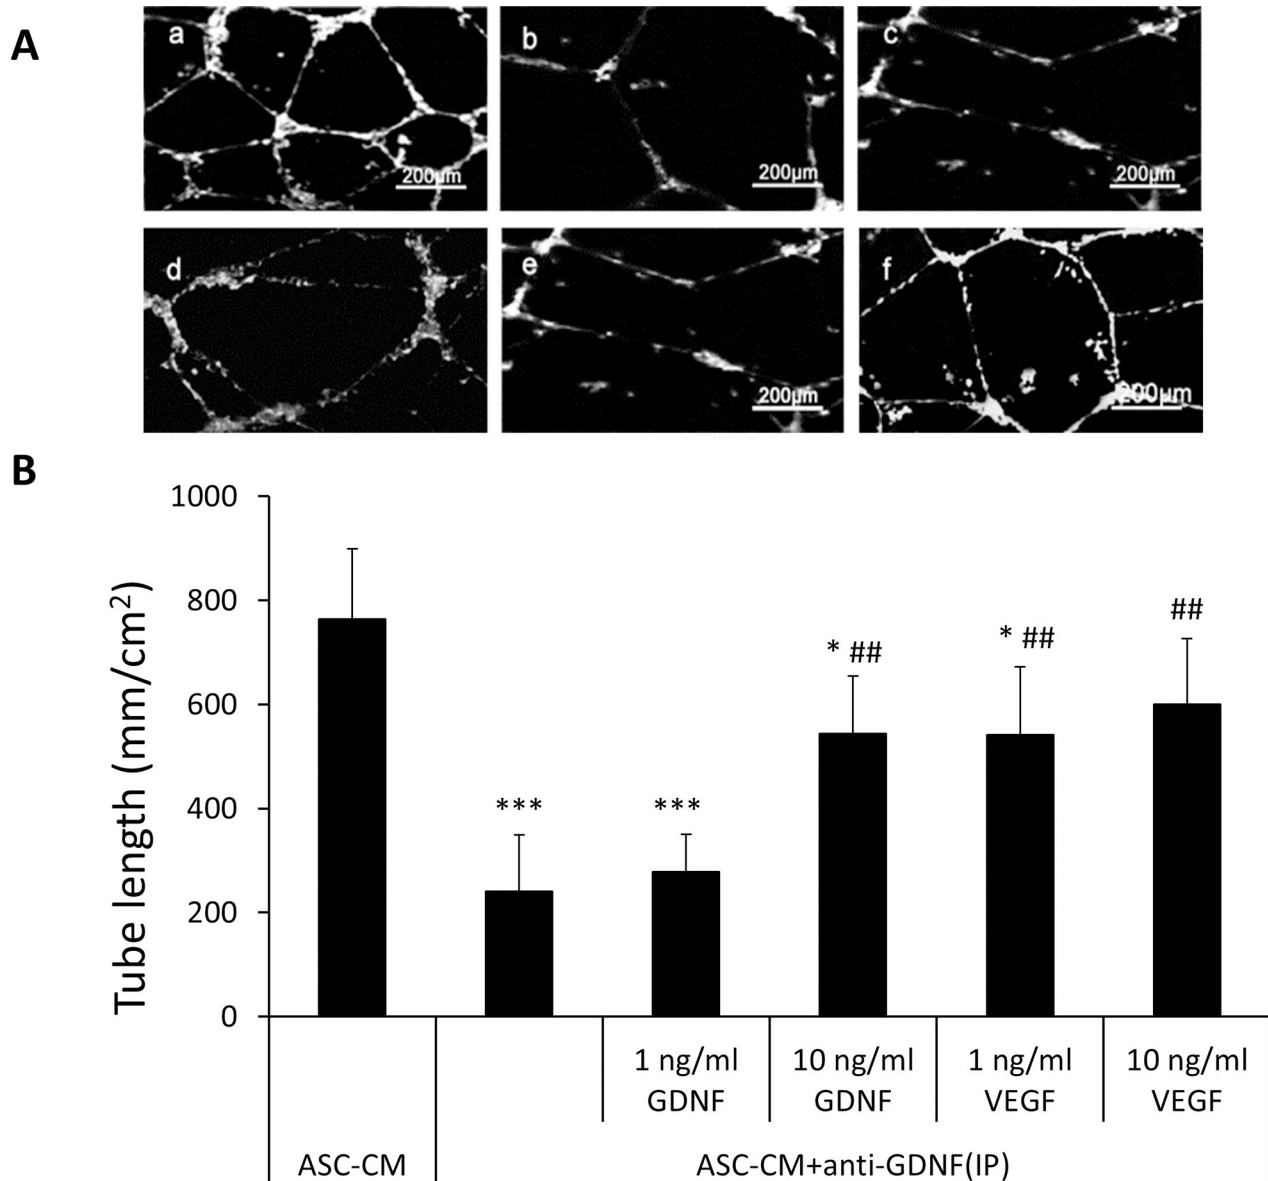 A
a
b
c
200µm
200µm
200µm
d
e
f
200µm
200µm
B
Tube length (mm/cm²)
1000
800
600
400
200
0
***
***
* ##
* ##
##
1 ng/ml
GDNF
10 ng/ml
GDNF
1 ng/ml
VEGF
10 ng/ml
VEGF
ASC-CM
ASC-CM+anti-GDNF(IP)